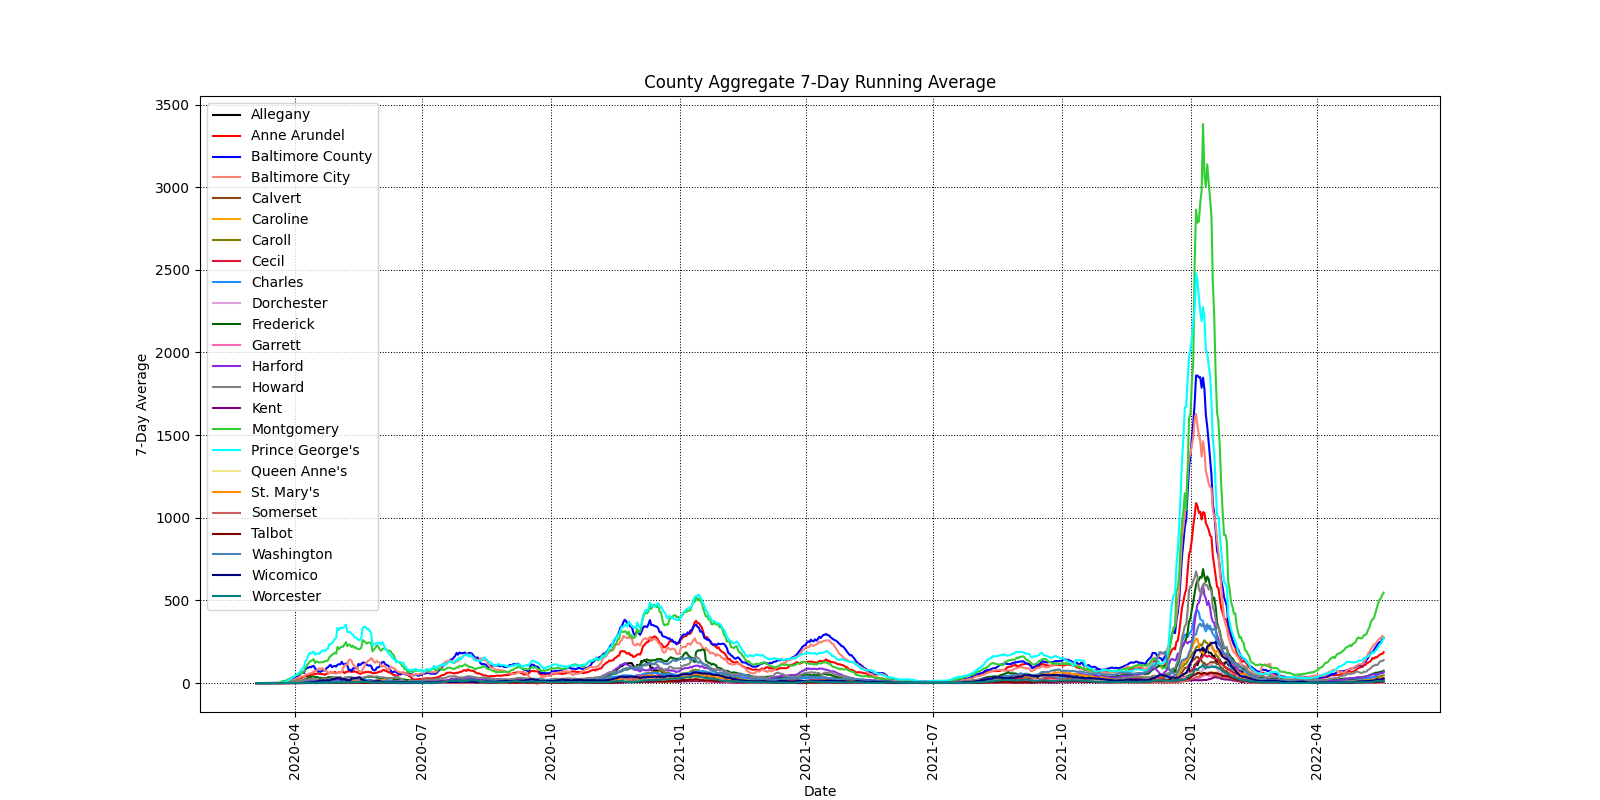 County Aggregate 7-Day Running Average
3500
3000
2500
2000
1500
1000
500
0
7-Day Average
Allegany
Anne Arundel
Baltimore County
Baltimore City
Calvert
Caroline
Caroll
Cecil
Charles
Dorchester
Frederick
Garrett
Harford
Howard
Kent
Montgomery
Prince George's
Queen Anne's
St. Mary's
Somerset
Talbot
Washington
Wicomico
Worcester
2020-04
2020-07
2020-10
2021-01
2021-04
2021-07
2021-10
2022-01
2022-04
Date